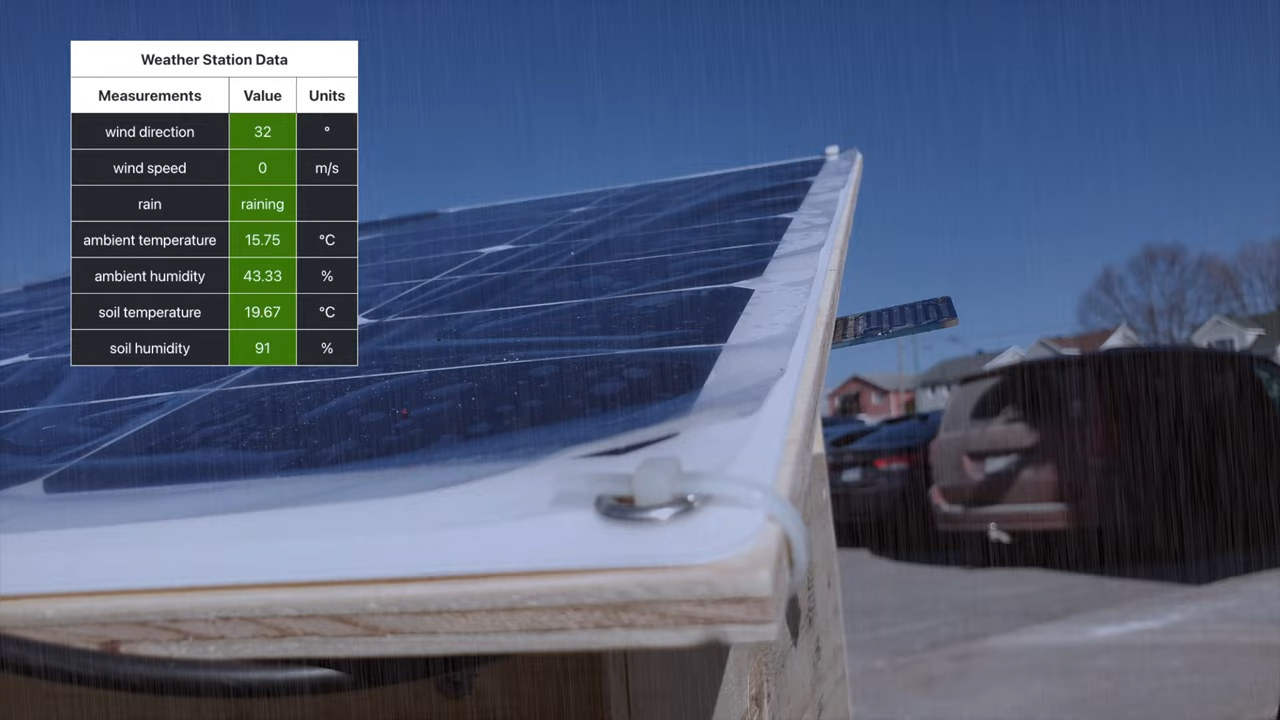 Weather Station Data
Measurements Value Units
wind direction 32 °
wind speed 0 m/s
rain raining
ambient temperature 15.75 °C
ambient humidity 43.33 %
soil temperature 19.67 °C
soil humidity 91 %